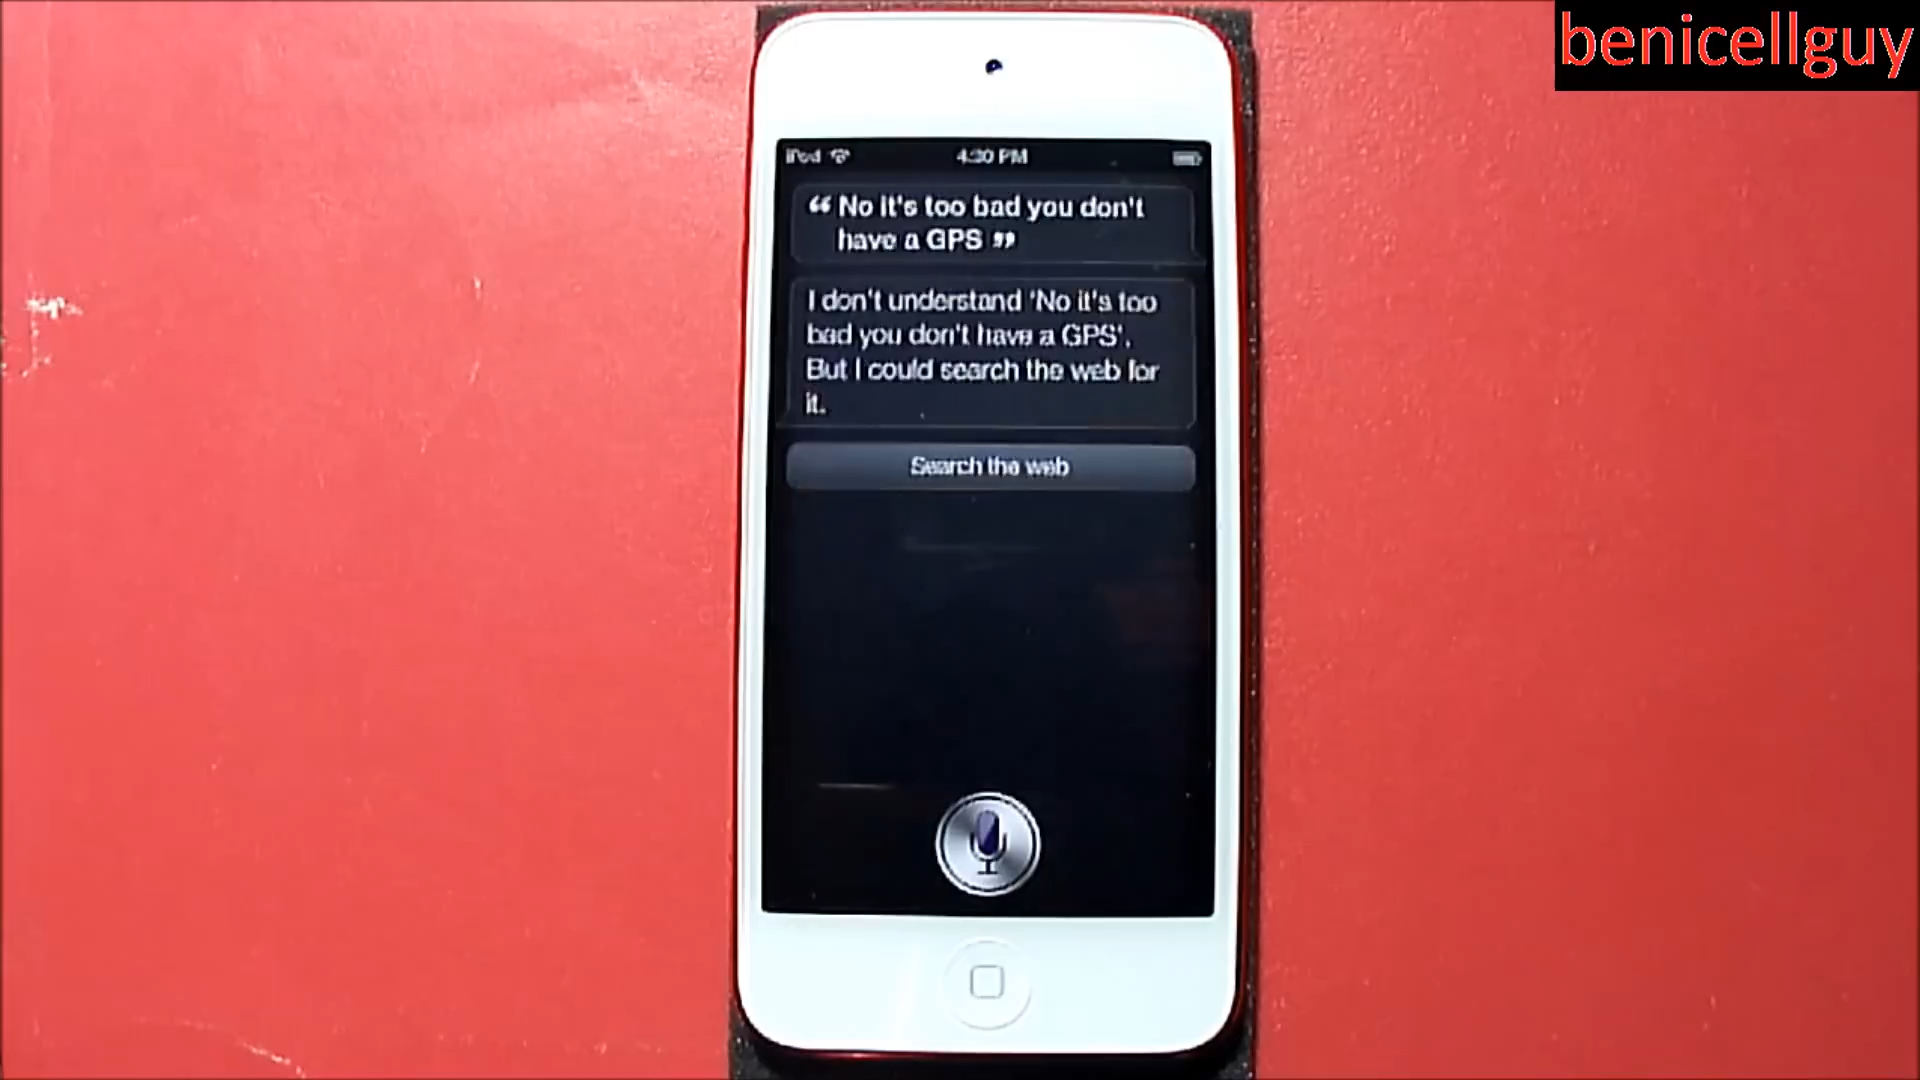 benicellguy
iPod 4:30 PM
“ No it's too bad you don't
have a GPS ”
I don't understand 'No it's too
bad you don't have a GPS'.
But I could search the web for
it.
Search the web